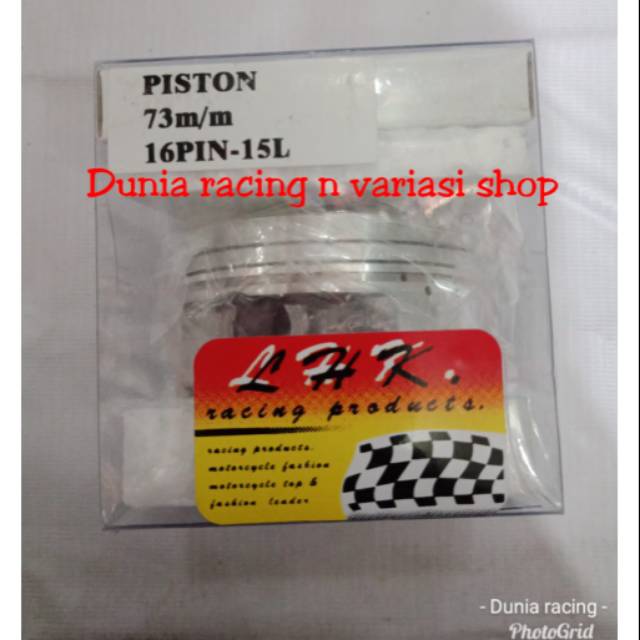 PISTON
73m/m
16PIN-15L
Dunia racing n variasi shop
LHK.
racing products.
racing products.
motorcycle fashion
motorcycle top &
fashion leader
- Dunia racing -
PhotoGrid